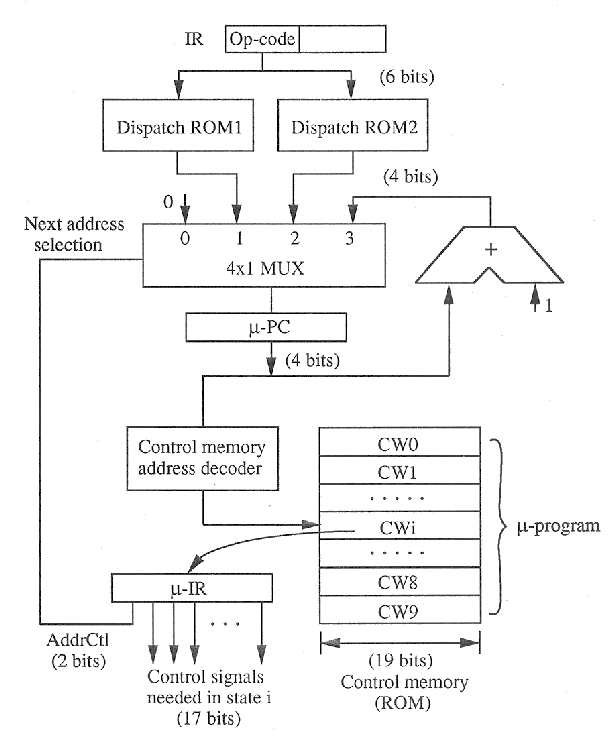 IR
Op-code
(6 bits)
Dispatch ROM1
Dispatch ROM2
(4 bits)
0
Next address
selection
0 1 2 3
4x1 MUX
+
1
μ-PC
(4 bits)
Control memory
address decoder
CW0
CW1
· · · · ·
CWi
· · · · ·
CW8
CW9
μ-program
μ-IR
· · ·
AddrCtl
(2 bits)
Control signals
needed in state i
(17 bits)
(19 bits)
Control memory
(ROM)